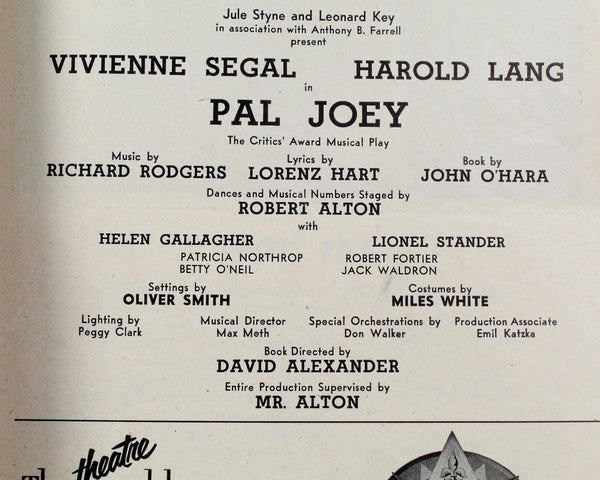 Jule Styne and Leonard Key
in association with Anthony B. Farrell
present
VIVIENNE SEGAL HAROLD LANG
in
PAL JOEY
The Critics' Award Musical Play
Music by Lyrics by Book by
RICHARD RODGERS LORENZ HART JOHN O'HARA
Dances and Musical Numbers Staged by
ROBERT ALTON
with
HELEN GALLAGHER LIONEL STANDER
PATRICIA NORTHROP ROBERT FORTIER
BETTY O'NEIL JACK WALDRON
Settings by Costumes by
OLIVER SMITH MILES WHITE
Lighting by Musical Director Special Orchestrations by Production Associate
Peggy Clark Max Meth Don Walker Emil Katzka
Book Directed by
DAVID ALEXANDER
Entire Production Supervised by
MR. ALTON
theatre